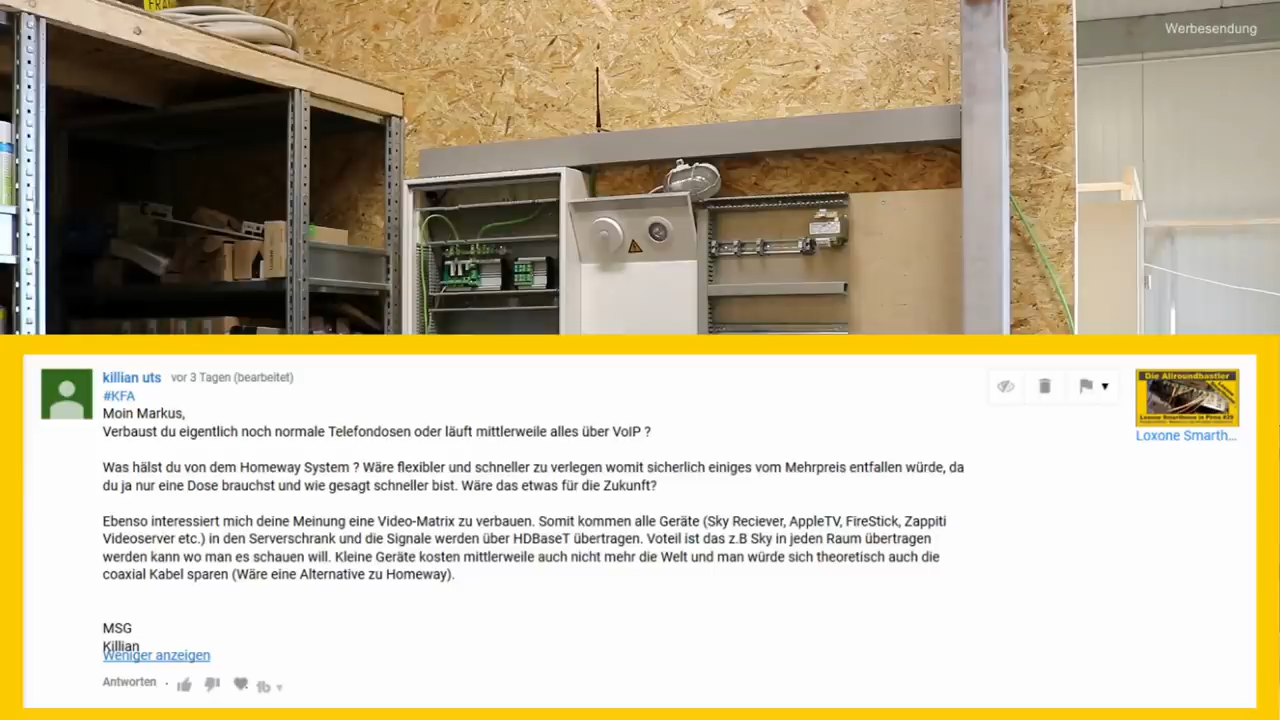 Werbesendung
killian uts vor 3 Tagen (bearbeitet)
#KFA
Moin Markus,
Verbaust du eigentlich noch normale Telefondosen oder läuft mittlerweile alles über VoIP ?
Was hälst du von dem Homeway System ? Wäre flexibler und schneller zu verlegen womit sicherlich einiges vom Mehrpreis entfallen würde, da
du ja nur eine Dose brauchst und wie gesagt schneller bist. Wäre das etwas für die Zukunft?
Ebenso interessiert mich deine Meinung eine Video-Matrix zu verbauen. Somit kommen alle Geräte (Sky Reciever, AppleTV, FireStick, Zappiti
Videoserver etc.) in den Serverschrank und die Signale werden über HDBaseT übertragen. Voteil ist das z.B Sky in jeden Raum übertragen
werden kann wo man es schauen will. Kleine Geräte kosten mittlerweile auch nicht mehr die Welt und man würde sich theoretisch auch die
coaxial Kabel sparen (Wäre eine Alternative zu Homeway).
MSG
Killian
Weniger anzeigen
Antworten
Die Allroundbastler
Loxone Smarthome in Pirna #29
Loxone Smarth...